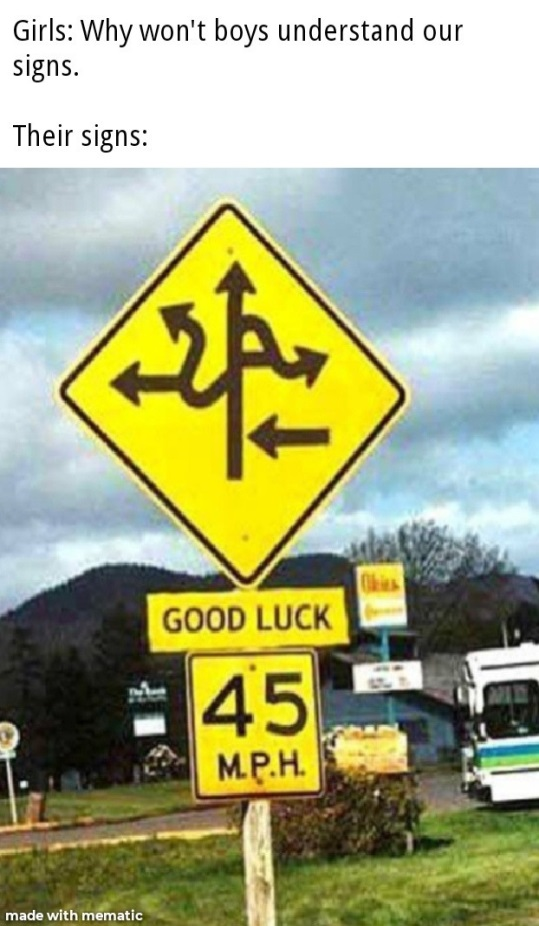 Girls: Why won't boys understand our
signs.
Their signs:
GOOD LUCK
45
M.P.H.
made with mematic